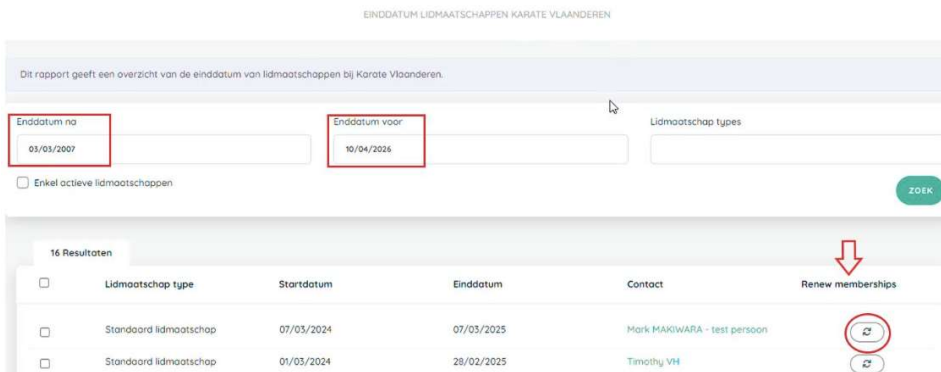 EINDDATUM LIDMAATSCHAPPEN KARATE VLAANDEREN
Dit rapport geeft een overzicht van de einddatum van lidmaatschappen bij Karate Vlaanderen.
Enddatum na Enddatum voor Lidmaatschap types
03/03/2007 10/04/2026
Enkel actieve lidmaatschappen
ZOEK
16 Resultaten
Lidmaatschap type Startdatum Einddatum Contact Renew memberships
Standaard lidmaatschap 07/03/2024 07/03/2025 Mark MAKIWARA - test persoon
Standaard lidmaatschap 01/03/2024 28/02/2025 Timothy VH